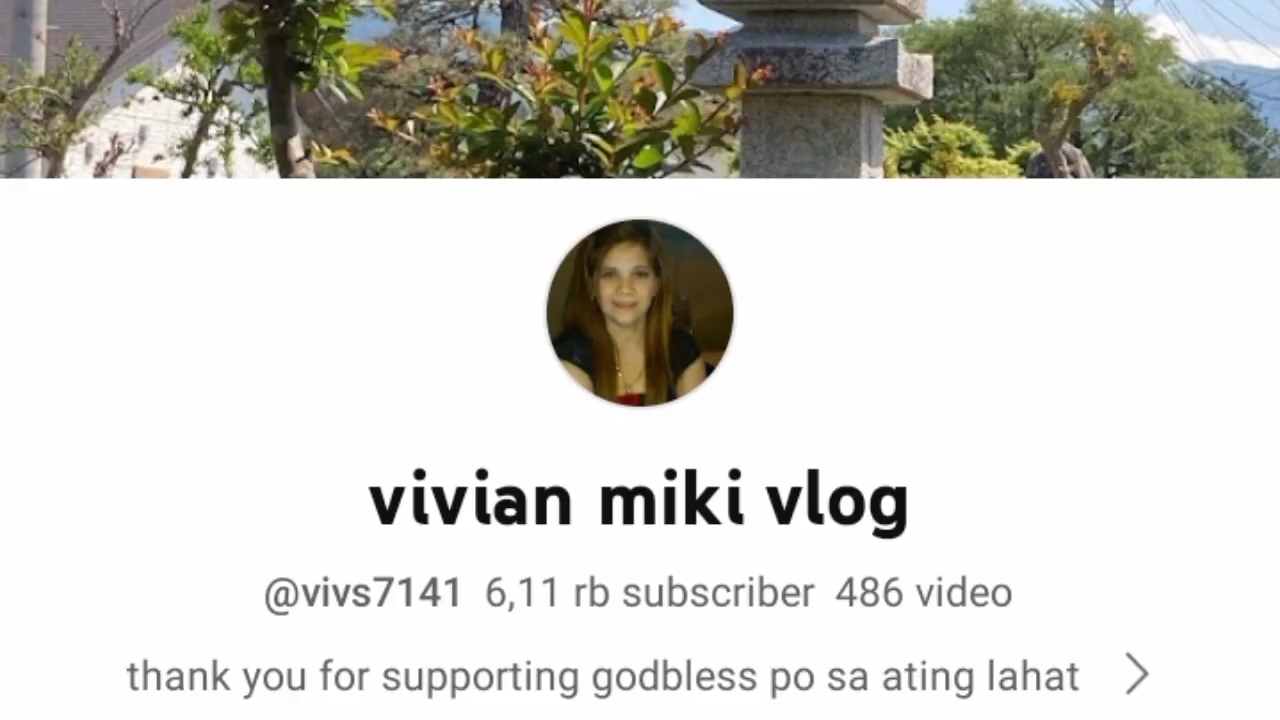 vivian miki vlog
@vivs7141 6,11 rb subscriber 486 video
thank you for supporting godbless po sa ating lahat